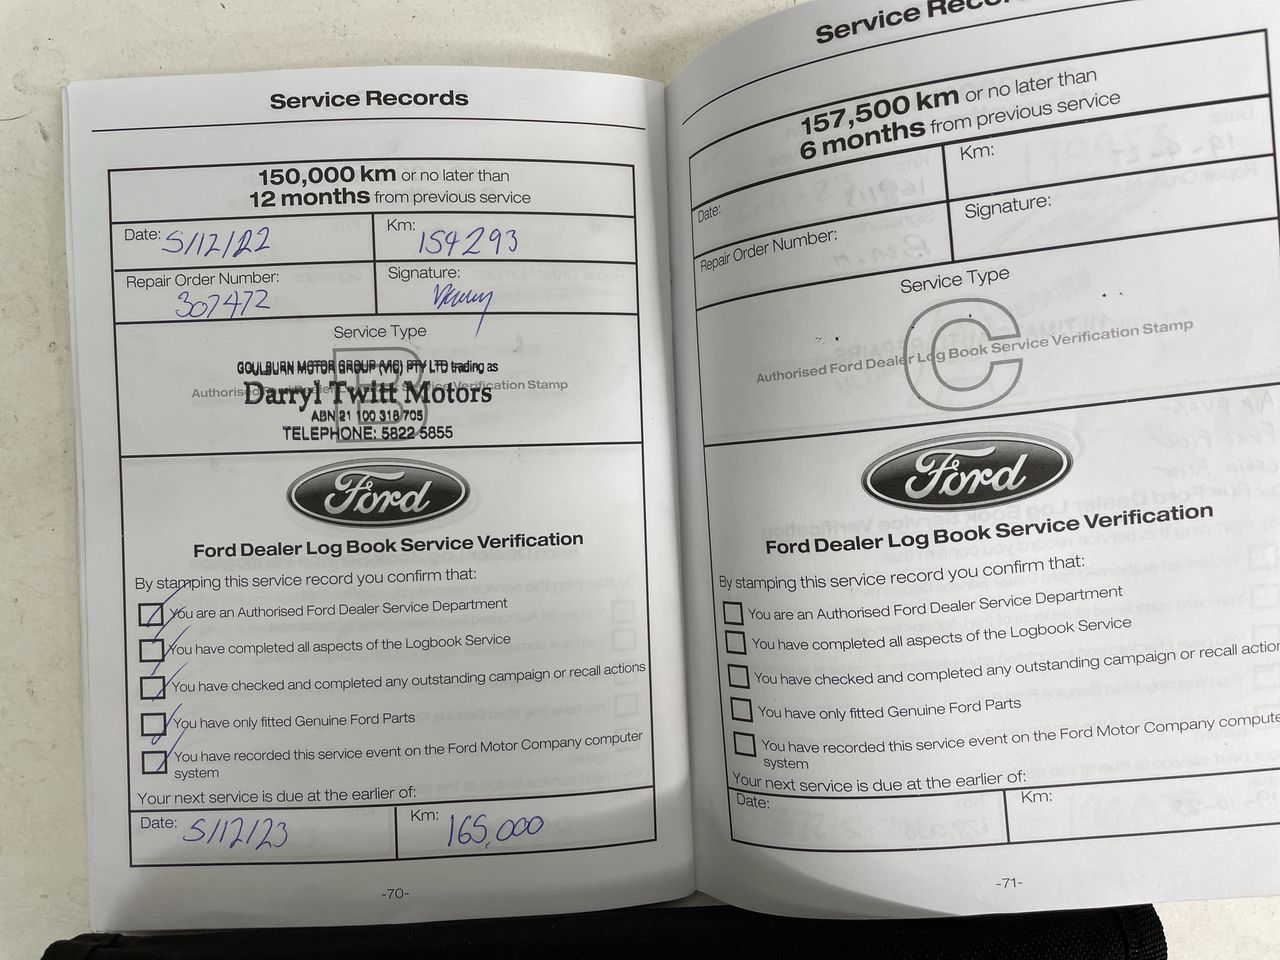 Service Records
150,000 km or no later than
12 months from previous service
Date: 5/12/22
Km: 154293
Repair Order Number:
307472
Signature:
Service Type
B
GOULBURN MOTOR GROUP (VIC) PTY LTD trading as
Authorised Ford Dealer Log Book Service Verification Stamp
Darryl Twitt Motors
ABN 21 100 318 705
TELEPHONE: 5822 5855
Ford
Ford Dealer Log Book Service Verification
By stamping this service record you confirm that:
You are an Authorised Ford Dealer Service Department
You have completed all aspects of the Logbook Service
You have checked and completed any outstanding campaign or recall actions
You have only fitted Genuine Ford Parts
You have recorded this service event on the Ford Motor Company computer
system
Your next service is due at the earlier of:
Date: 5/12/23
Km: 165,000
-70-
Service Recor
157,500 km or no later than
6 months from previous service
Date:
Km:
Repair Order Number:
Signature:
Service Type
C
Authorised Ford Dealer Log Book Service Verification Stamp
Ford
Ford Dealer Log Book Service Verification
By stamping this service record you confirm that:
You are an Authorised Ford Dealer Service Department
You have completed all aspects of the Logbook Service
You have checked and completed any outstanding campaign or recall action
You have only fitted Genuine Ford Parts
You have recorded this service event on the Ford Motor Company compute
system
Your next service is due at the earlier of:
Date:
Km:
-71-